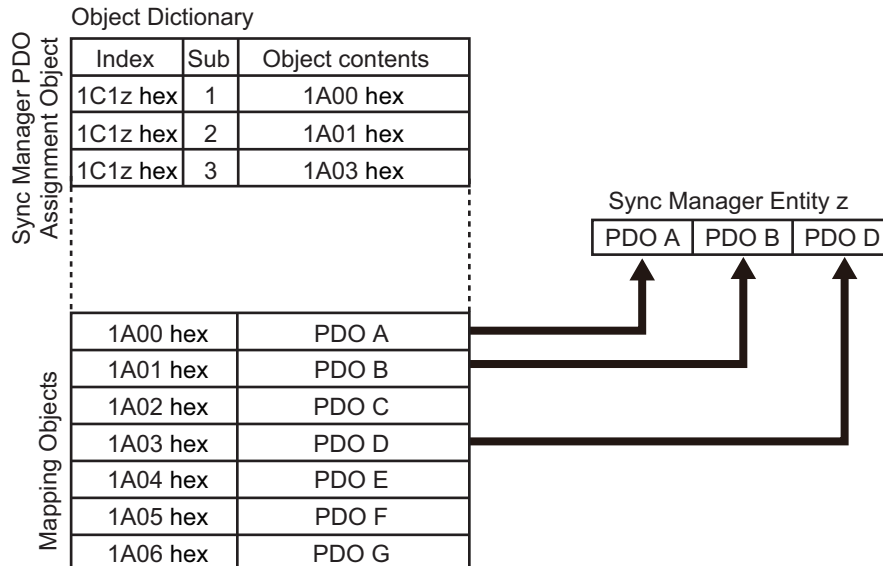 Object Dictionary
Sync Manager PDO
Assignment Object
Index Sub Object contents
1C1z hex 1 1A00 hex
1C1z hex 2 1A01 hex
1C1z hex 3 1A03 hex
Sync Manager Entity z
PDO A PDO B PDO D
Mapping Objects
1A00 hex PDO A
1A01 hex PDO B
1A02 hex PDO C
1A03 hex PDO D
1A04 hex PDO E
1A05 hex PDO F
1A06 hex PDO G